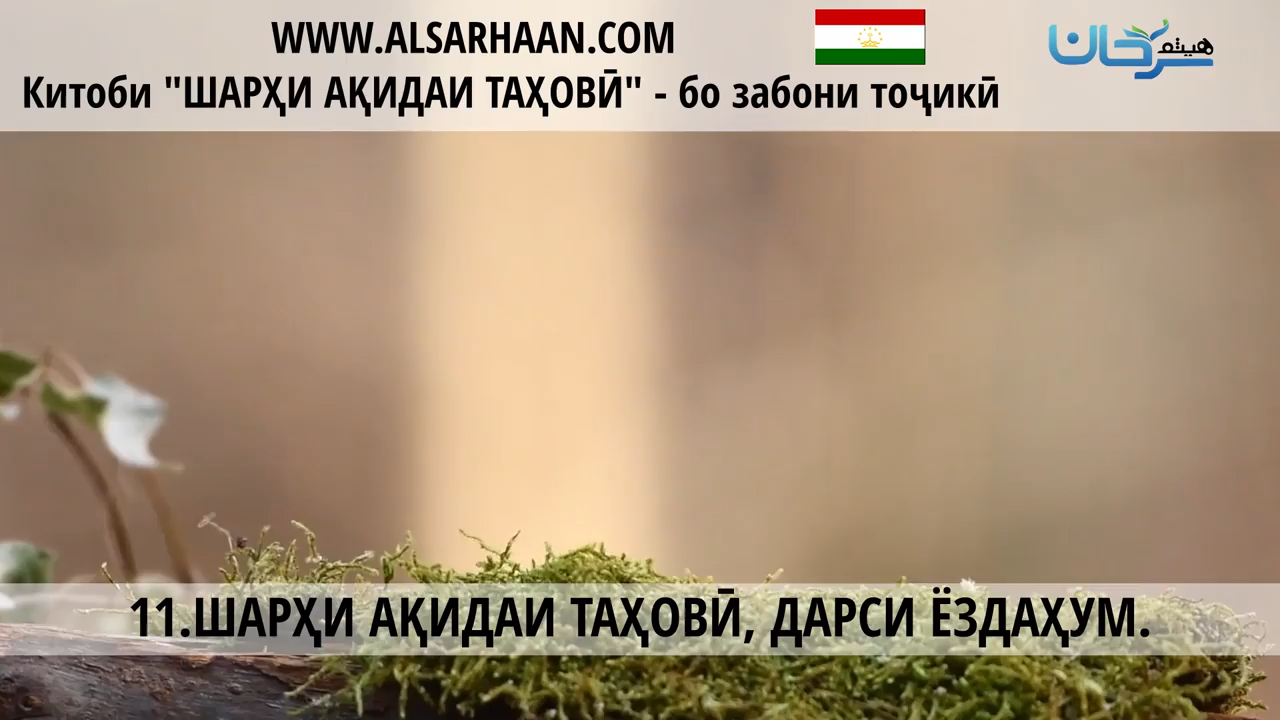 WWW.ALSARHAAN.COM
Китоби "ШАРҲИ АҚИДАИ ТАҲОВӢ" - бо забони тоҷикӣ
هيثم
سرحان
11.ШАРҲИ АҚИДАИ ТАҲОВӢ, ДАРСИ ЁЗДАҲУМ.